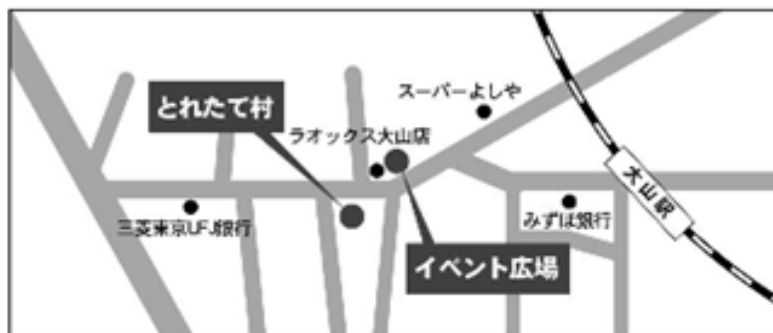 スーパーよしや
とれたて村
ラオックス大山店
大山駅
三菱東京UFJ銀行
みずほ銀行
イベント広場